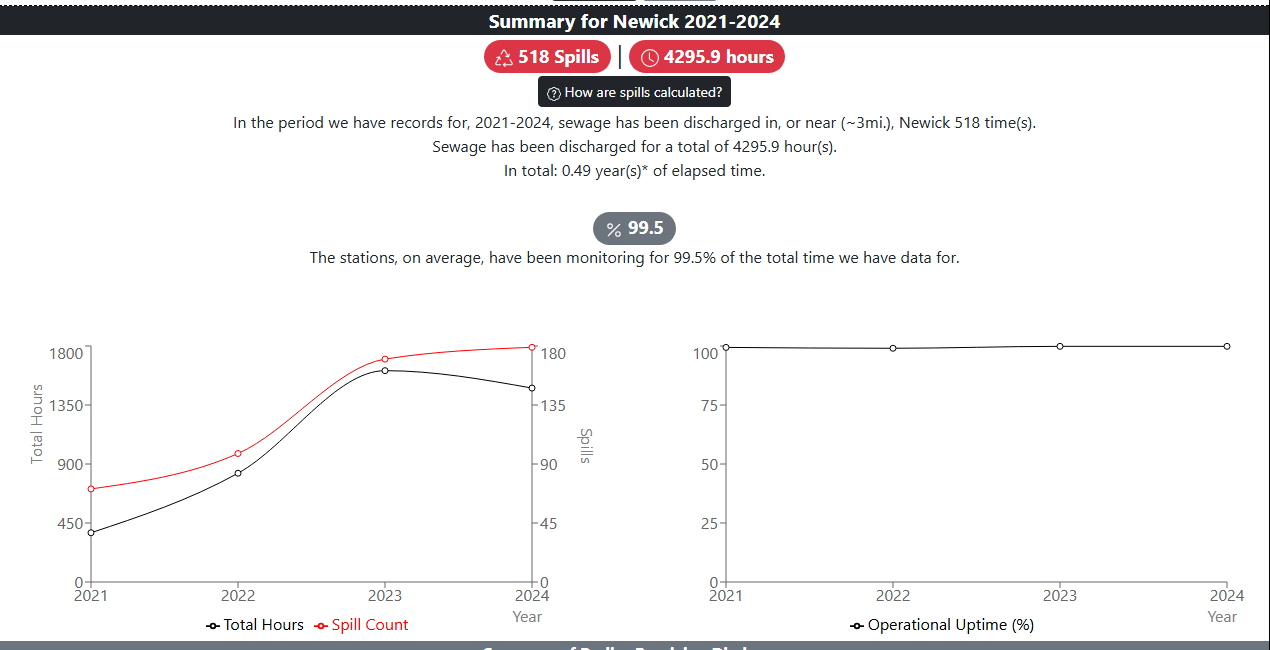 Summary for Newick 2021-2024
518 Spills | 4295.9 hours
How are spills calculated?
In the period we have records for, 2021-2024, sewage has been discharged in, or near (~3mi.), Newick 518 time(s).
Sewage has been discharged for a total of 4295.9 hour(s).
In total: 0.49 year(s)* of elapsed time.
% 99.5
The stations, on average, have been monitoring for 99.5% of the total time we have data for.
Total Hours
1800
1350
900
450
0
180
135
90
45
0
Spills
2021 2022 2023 2024
Year
Total Hours Spill Count
100
75
50
25
0
2021 2022 2023 2024
Year
Operational Uptime (%)